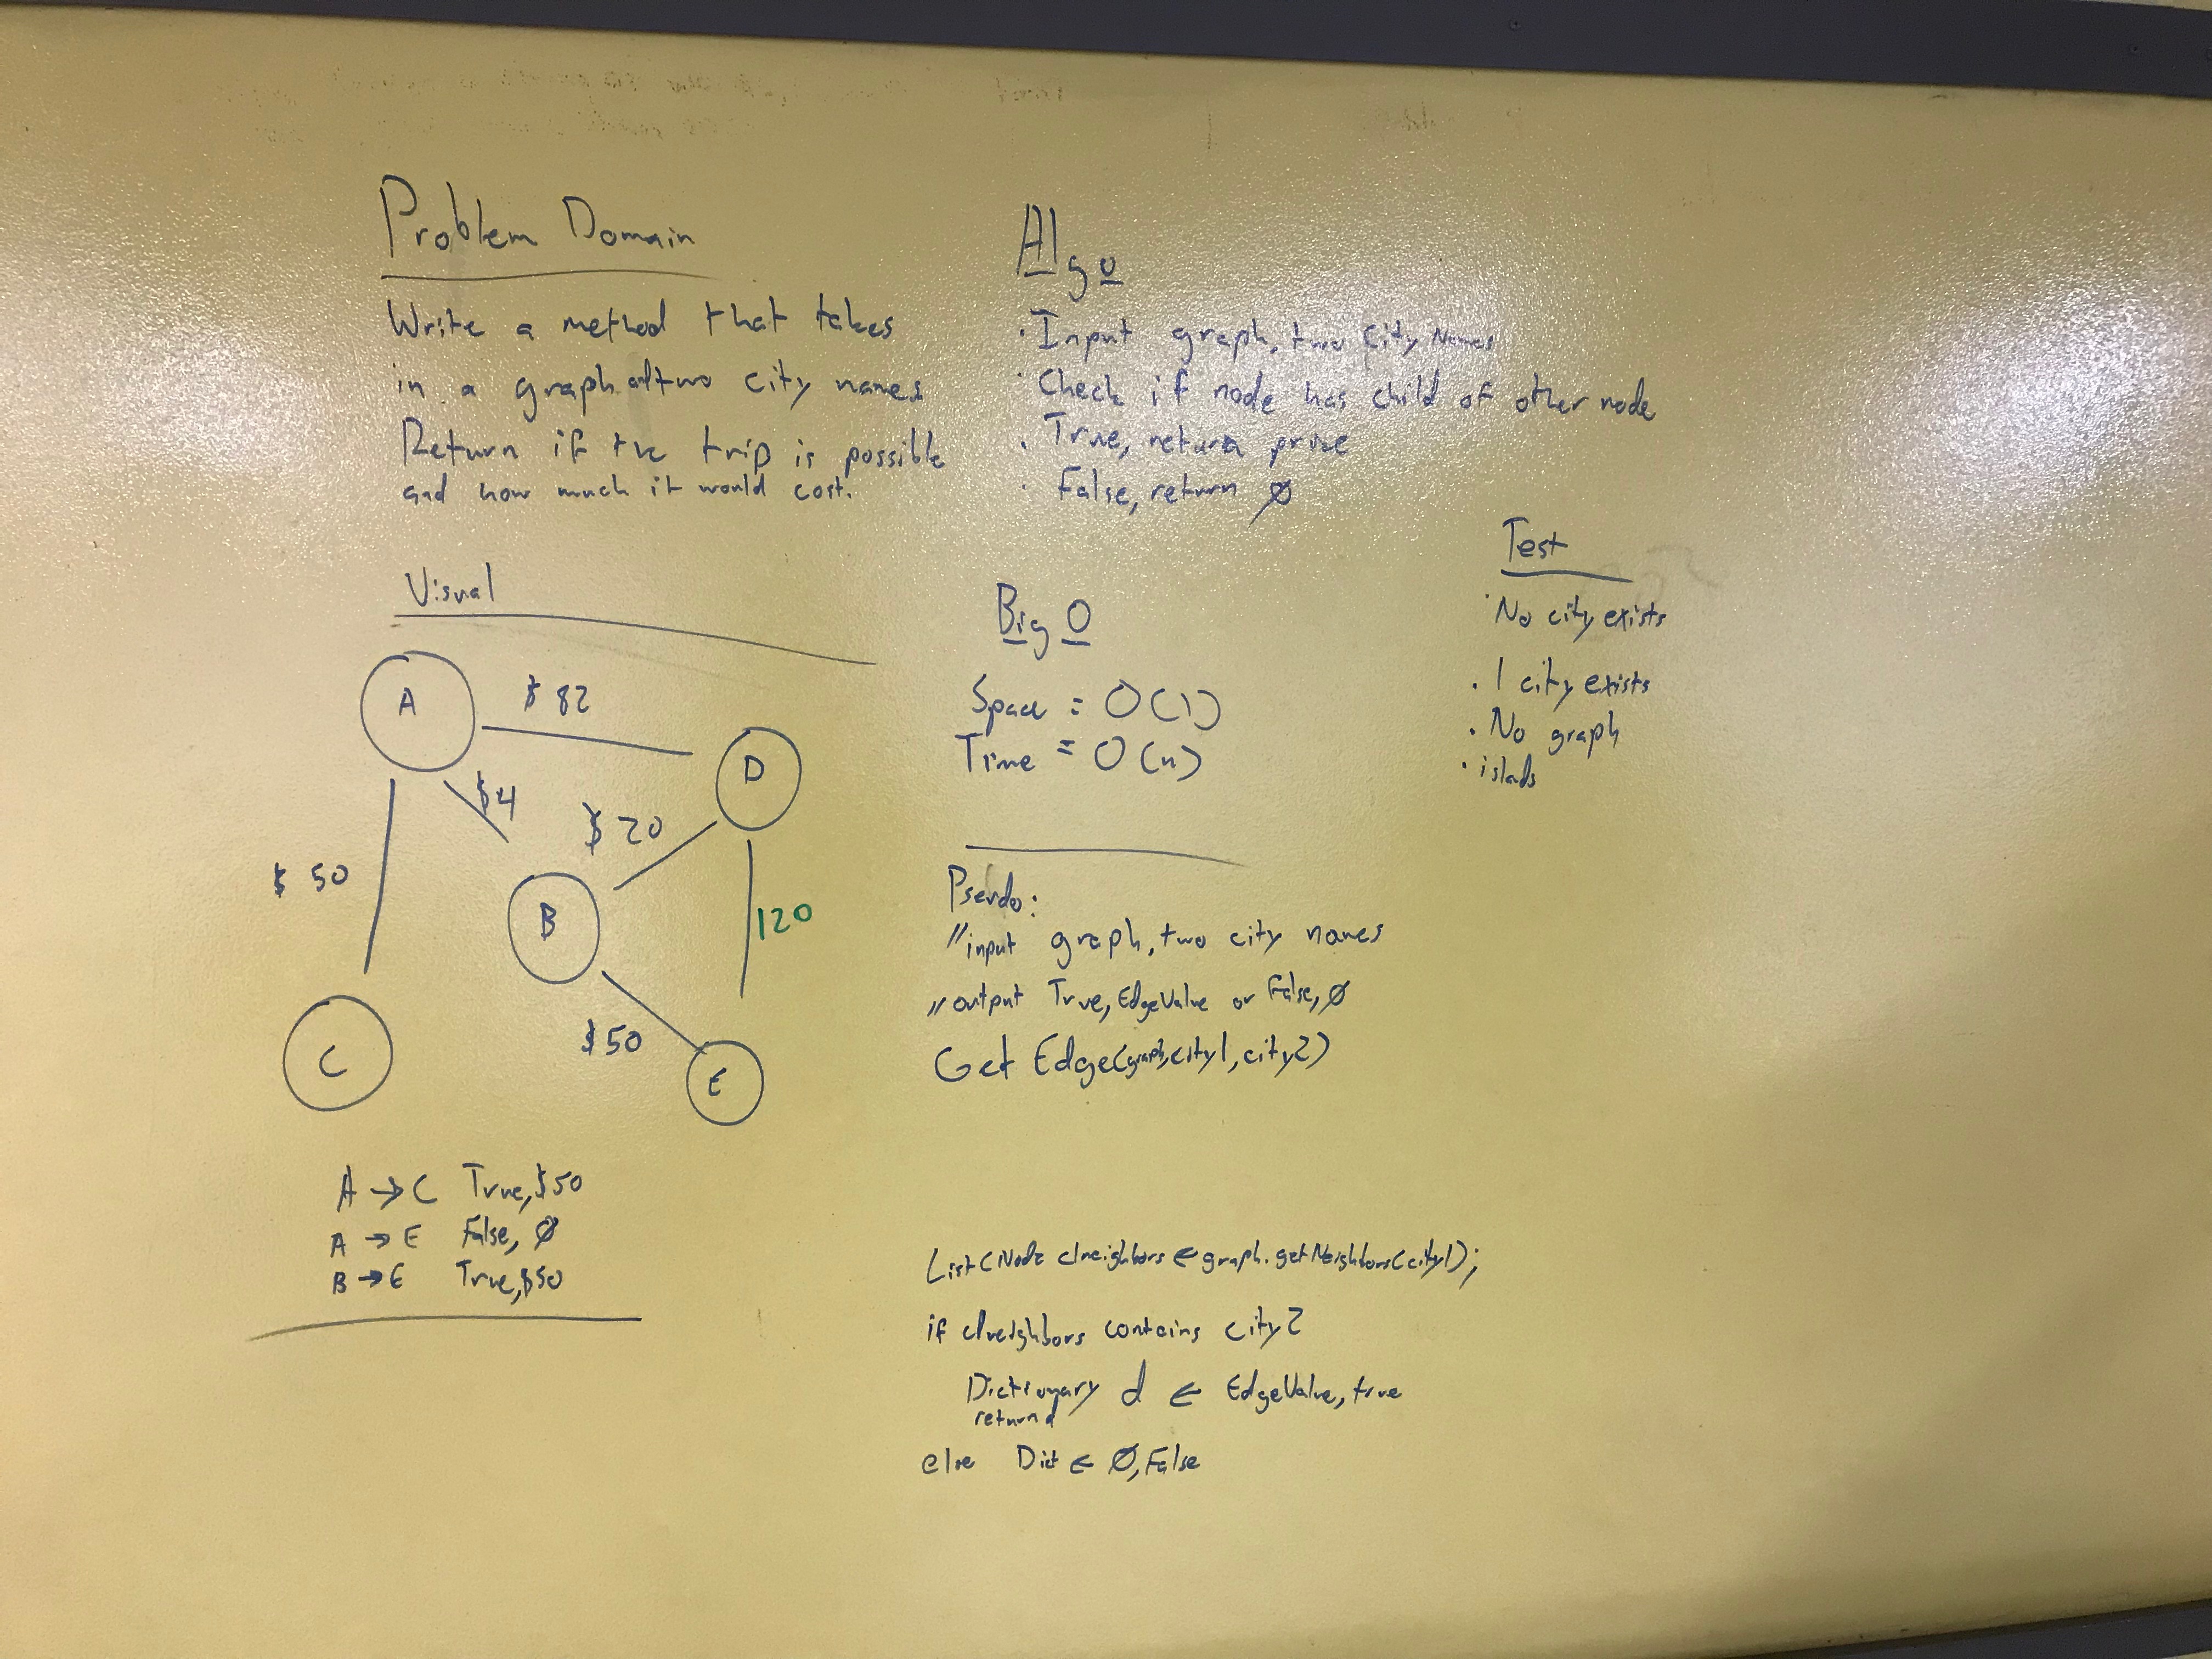 Problem Domain
Write a method that takes
in a graph and two city names
Return if the trip is possible
and how much it would cost.
Visual
A
$ 82
D
$4
$ 20
$ 50
B
120
$50
C
E
A → C True, $50
A → E False, Ø
B → E True, $50
Algo
· Input graph, two City Names
· Check if node has child of other node
· True, return price
· False, return Ø
Big O
Space = O(1)
Time = O(n)
Pseudo:
// input graph, two city names
// output True, EdgeValue or False, Ø
Get Edge(graph, city1, city2)
List(Node c1neighbors ← graph.getNeighbors(city1);
if c1neighbors contains city2
Dictionary d ← EdgeValue, true
return d
else Dict ← Ø, False
Test
· No city exists
· 1 city exists
· No graph
· islads